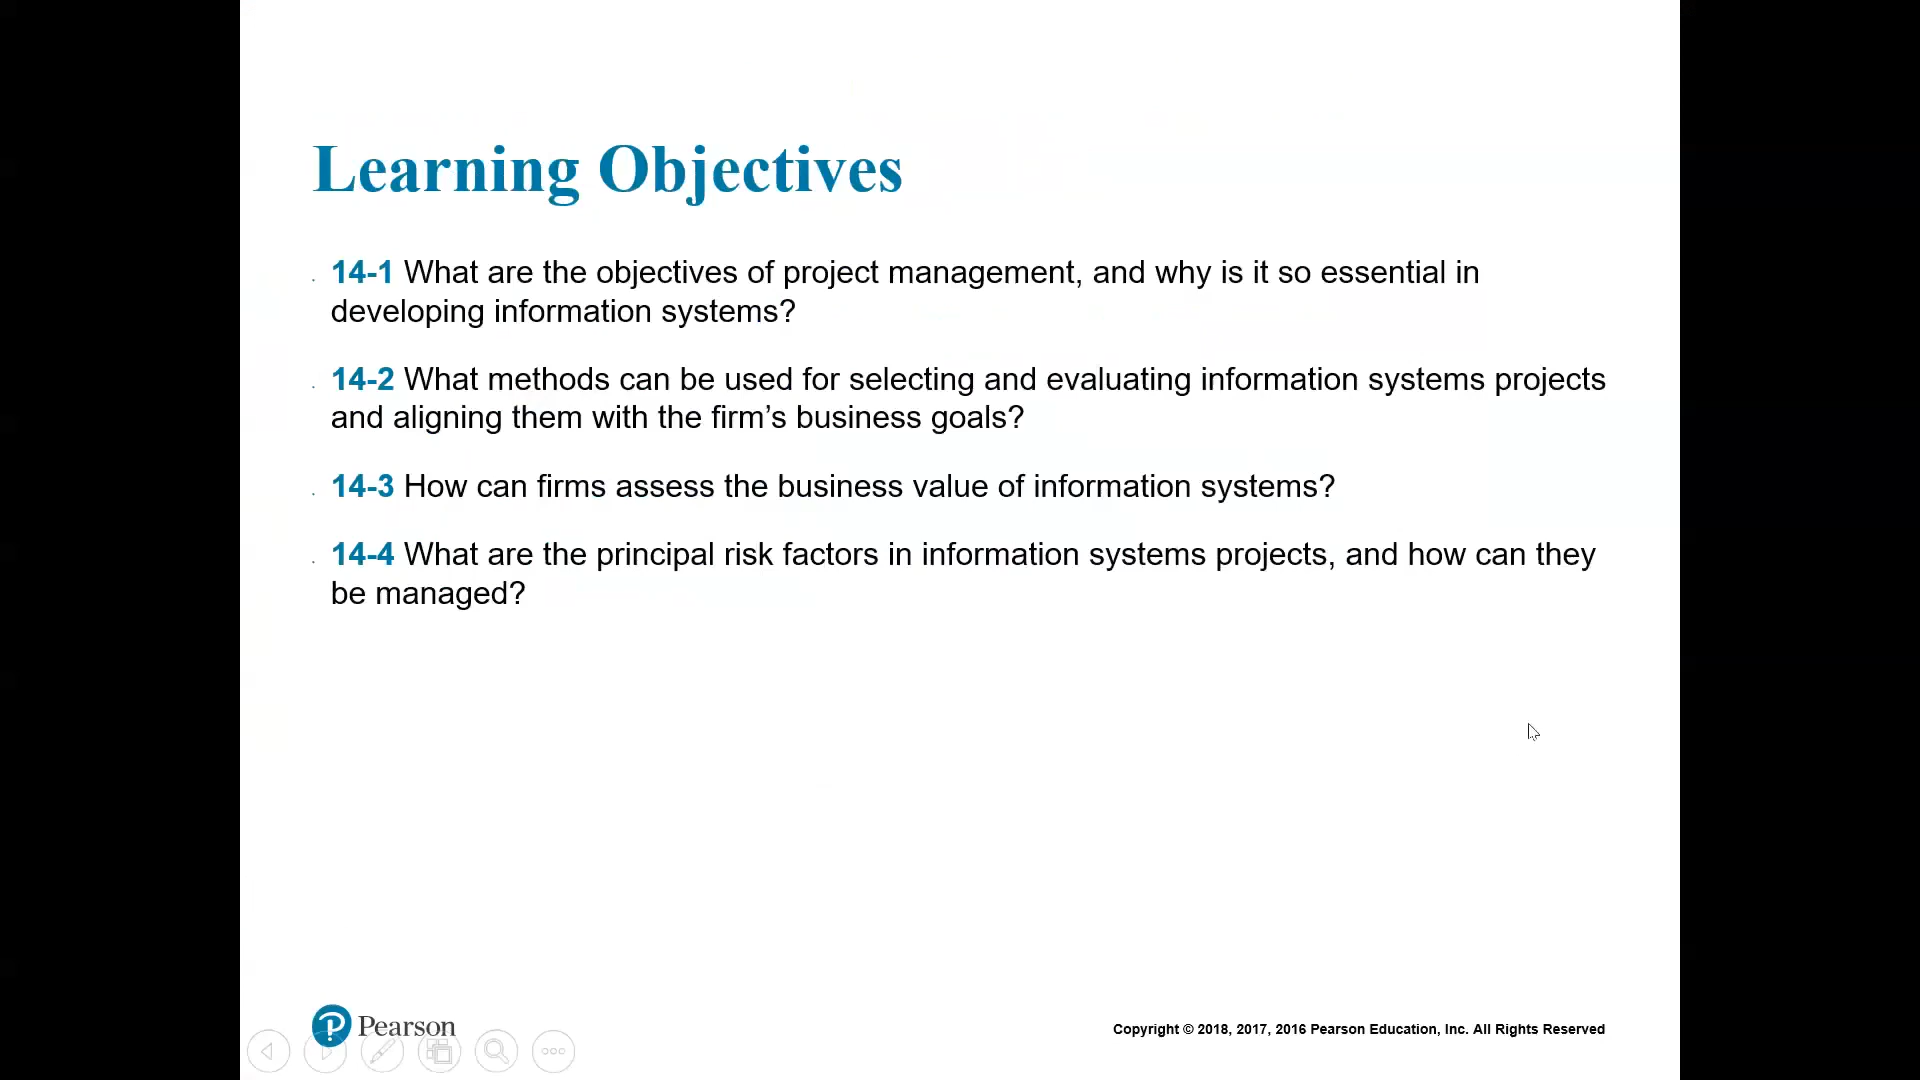 Learning Objectives
14-1 What are the objectives of project management, and why is it so essential in
developing information systems?
14-2 What methods can be used for selecting and evaluating information systems projects
and aligning them with the firm’s business goals?
14-3 How can firms assess the business value of information systems?
14-4 What are the principal risk factors in information systems projects, and how can they
be managed?
Pearson
Copyright © 2018, 2017, 2016 Pearson Education, Inc. All Rights Reserved